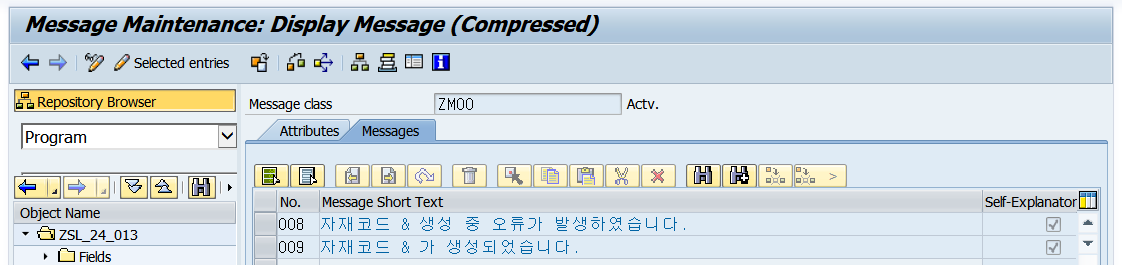 Message Maintenance: Display Message (Compressed)
Selected entries
Repository Browser
Message class ZM00 Actv.
Program
Attributes Messages
No. Message Short Text Self-Explanator
008 자재코드 & 생성 중 오류가 발생하였습니다.
009 자재코드 & 가 생성되었습니다.
Object Name
ZSL_24_013
Fields